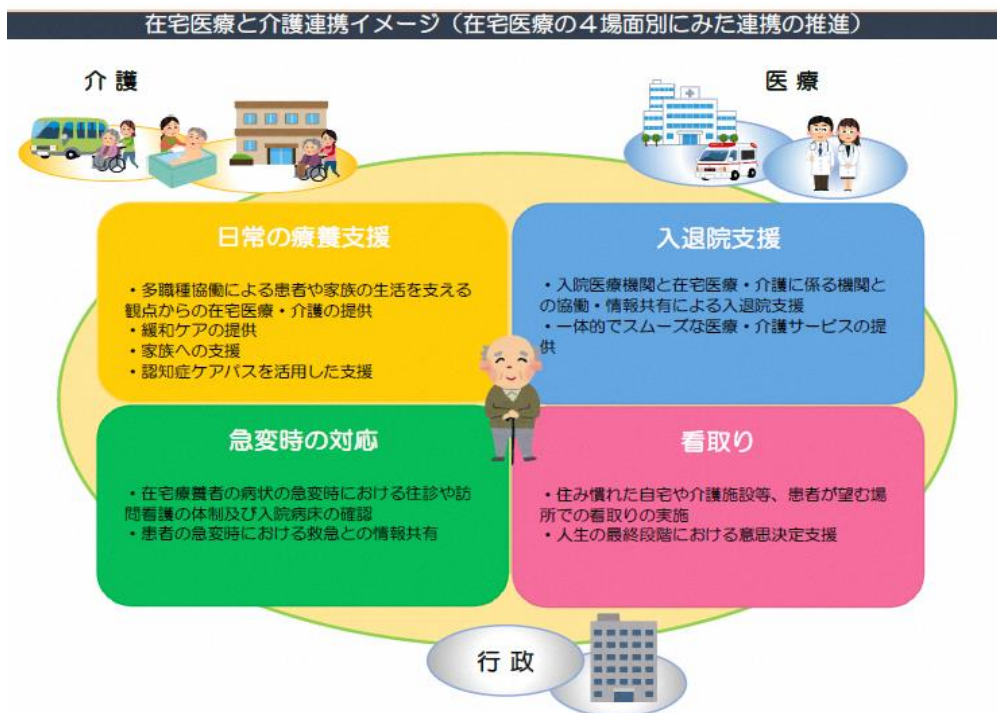 在宅医療と介護連携イメージ（在宅医療の４場面別にみた連携の推進）
介 護
医 療
日常の療養支援
・多職種協働による患者や家族の生活を支える
観点からの在宅医療・介護の提供
・緩和ケアの提供
・家族への支援
・認知症ケアパスを活用した支援
入退院支援
・入院医療機関と在宅医療・介護に係る機関と
の協働・情報共有による入退院支援
・一体的でスムーズな医療・介護サービスの提
供
急変時の対応
・在宅療養者の病状の急変時における往診や訪
問看護の体制及び入院病床の確認
・患者の急変時における救急との情報共有
看取り
・住み慣れた自宅や介護施設等、患者が望む場
所での看取りの実施
・人生の最終段階における意思決定支援
行 政